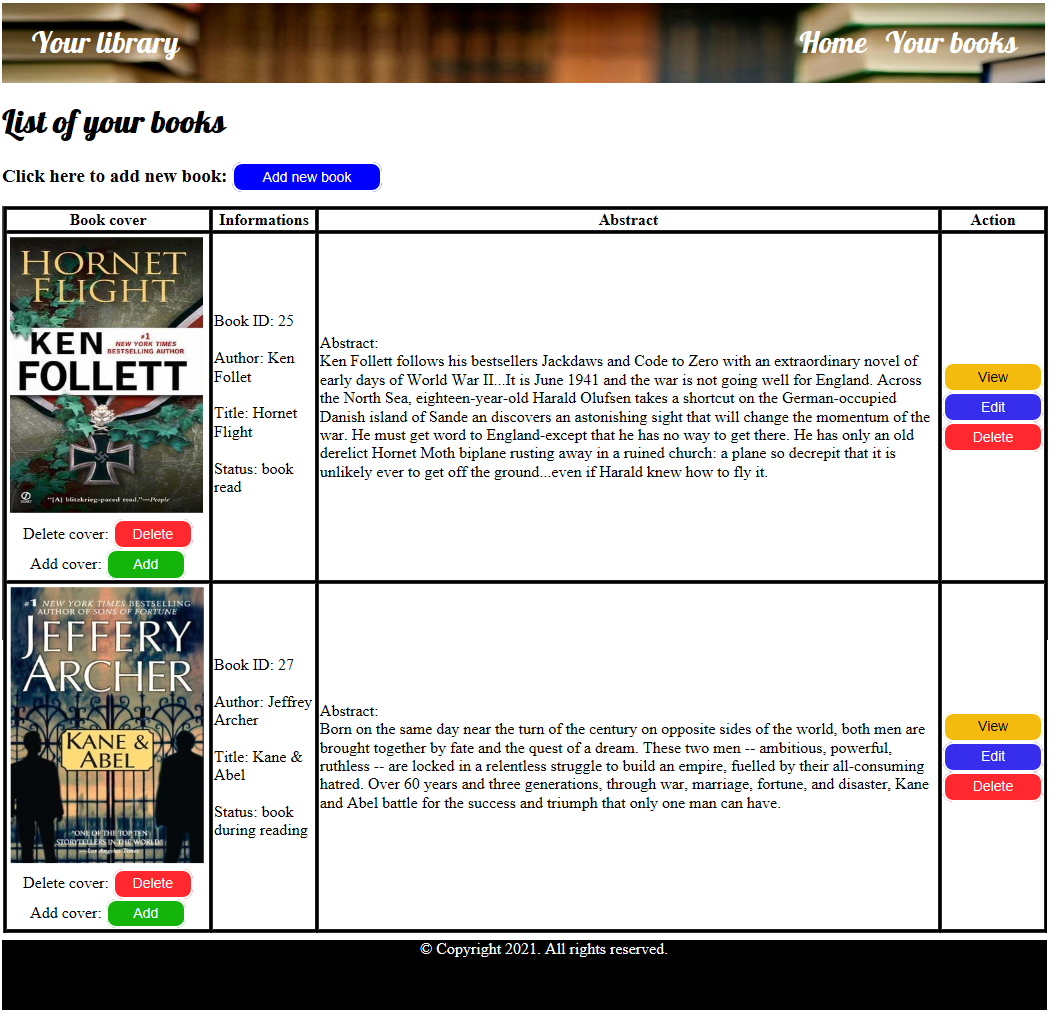 Your library
Home Your books
List of your books
Click here to add new book: Add new book
Book cover Informations Abstract Action
HORNET
FLIGHT
KEN
#1
NEW YORK TIMES
BESTSELLING AUTHOR
FOLLETT
SIGNET
"[A] blitzkrieg-paced read."—People
Delete cover: Delete
Add cover: Add
Book ID: 25
Author: Ken
Follet
Title: Hornet
Flight
Status: book
read
Abstract:
Ken Follett follows his bestsellers Jackdaws and Code to Zero with an extraordinary novel of
early days of World War II...It is June 1941 and the war is not going well for England. Across
the North Sea, eighteen-year-old Harald Olufsen takes a shortcut on the German-occupied
Danish island of Sande an discovers an astonishing sight that will change the momentum of the
war. He must get word to England-except that he has no way to get there. He has only an old
derelict Hornet Moth biplane rusting away in a ruined church: a plane so decrepit that it is
unlikely ever to get off the ground...even if Harald knew how to fly it.
View
Edit
Delete
#1 NEW YORK TIMES BESTSELLING
AUTHOR OF SONS OF FORTUNE
JEFFERY
ARCHER
KANE &
ABEL
"ONE OF THE TOP TEN
STORYTELLERS IN THE WORLD."
—Los Angeles Times
Delete cover: Delete
Add cover: Add
Book ID: 27
Author: Jeffrey
Archer
Title: Kane &
Abel
Status: book
during reading
Abstract:
Born on the same day near the turn of the century on opposite sides of the world, both men are
brought together by fate and the quest of a dream. These two men -- ambitious, powerful,
ruthless -- are locked in a relentless struggle to build an empire, fuelled by their all-consuming
hatred. Over 60 years and three generations, through war, marriage, fortune, and disaster, Kane
and Abel battle for the success and triumph that only one man can have.
View
Edit
Delete
© Copyright 2021. All rights reserved.